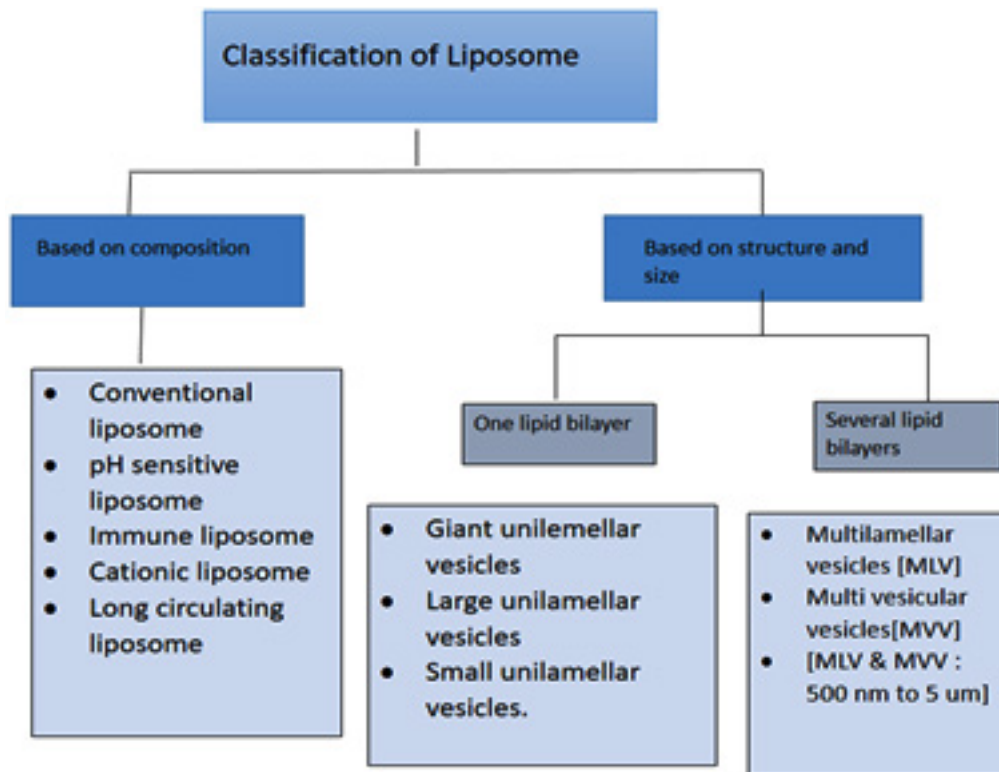 Classification of Liposome
Based on composition
Based on structure and
size
● Conventional
liposome
● pH sensitive
liposome
● Immune liposome
● Cationic liposome
● Long circulating
liposome
One lipid bilayer
Several lipid
bilayers
● Giant unilemellar
vesicles
● Large unilamellar
vesicles
● Small unilamellar
vesicles.
● Multilamellar
vesicles [MLV]
● Multi vesicular
vesicles[MVV]
● [MLV & MVV :
500 nm to 5 um]